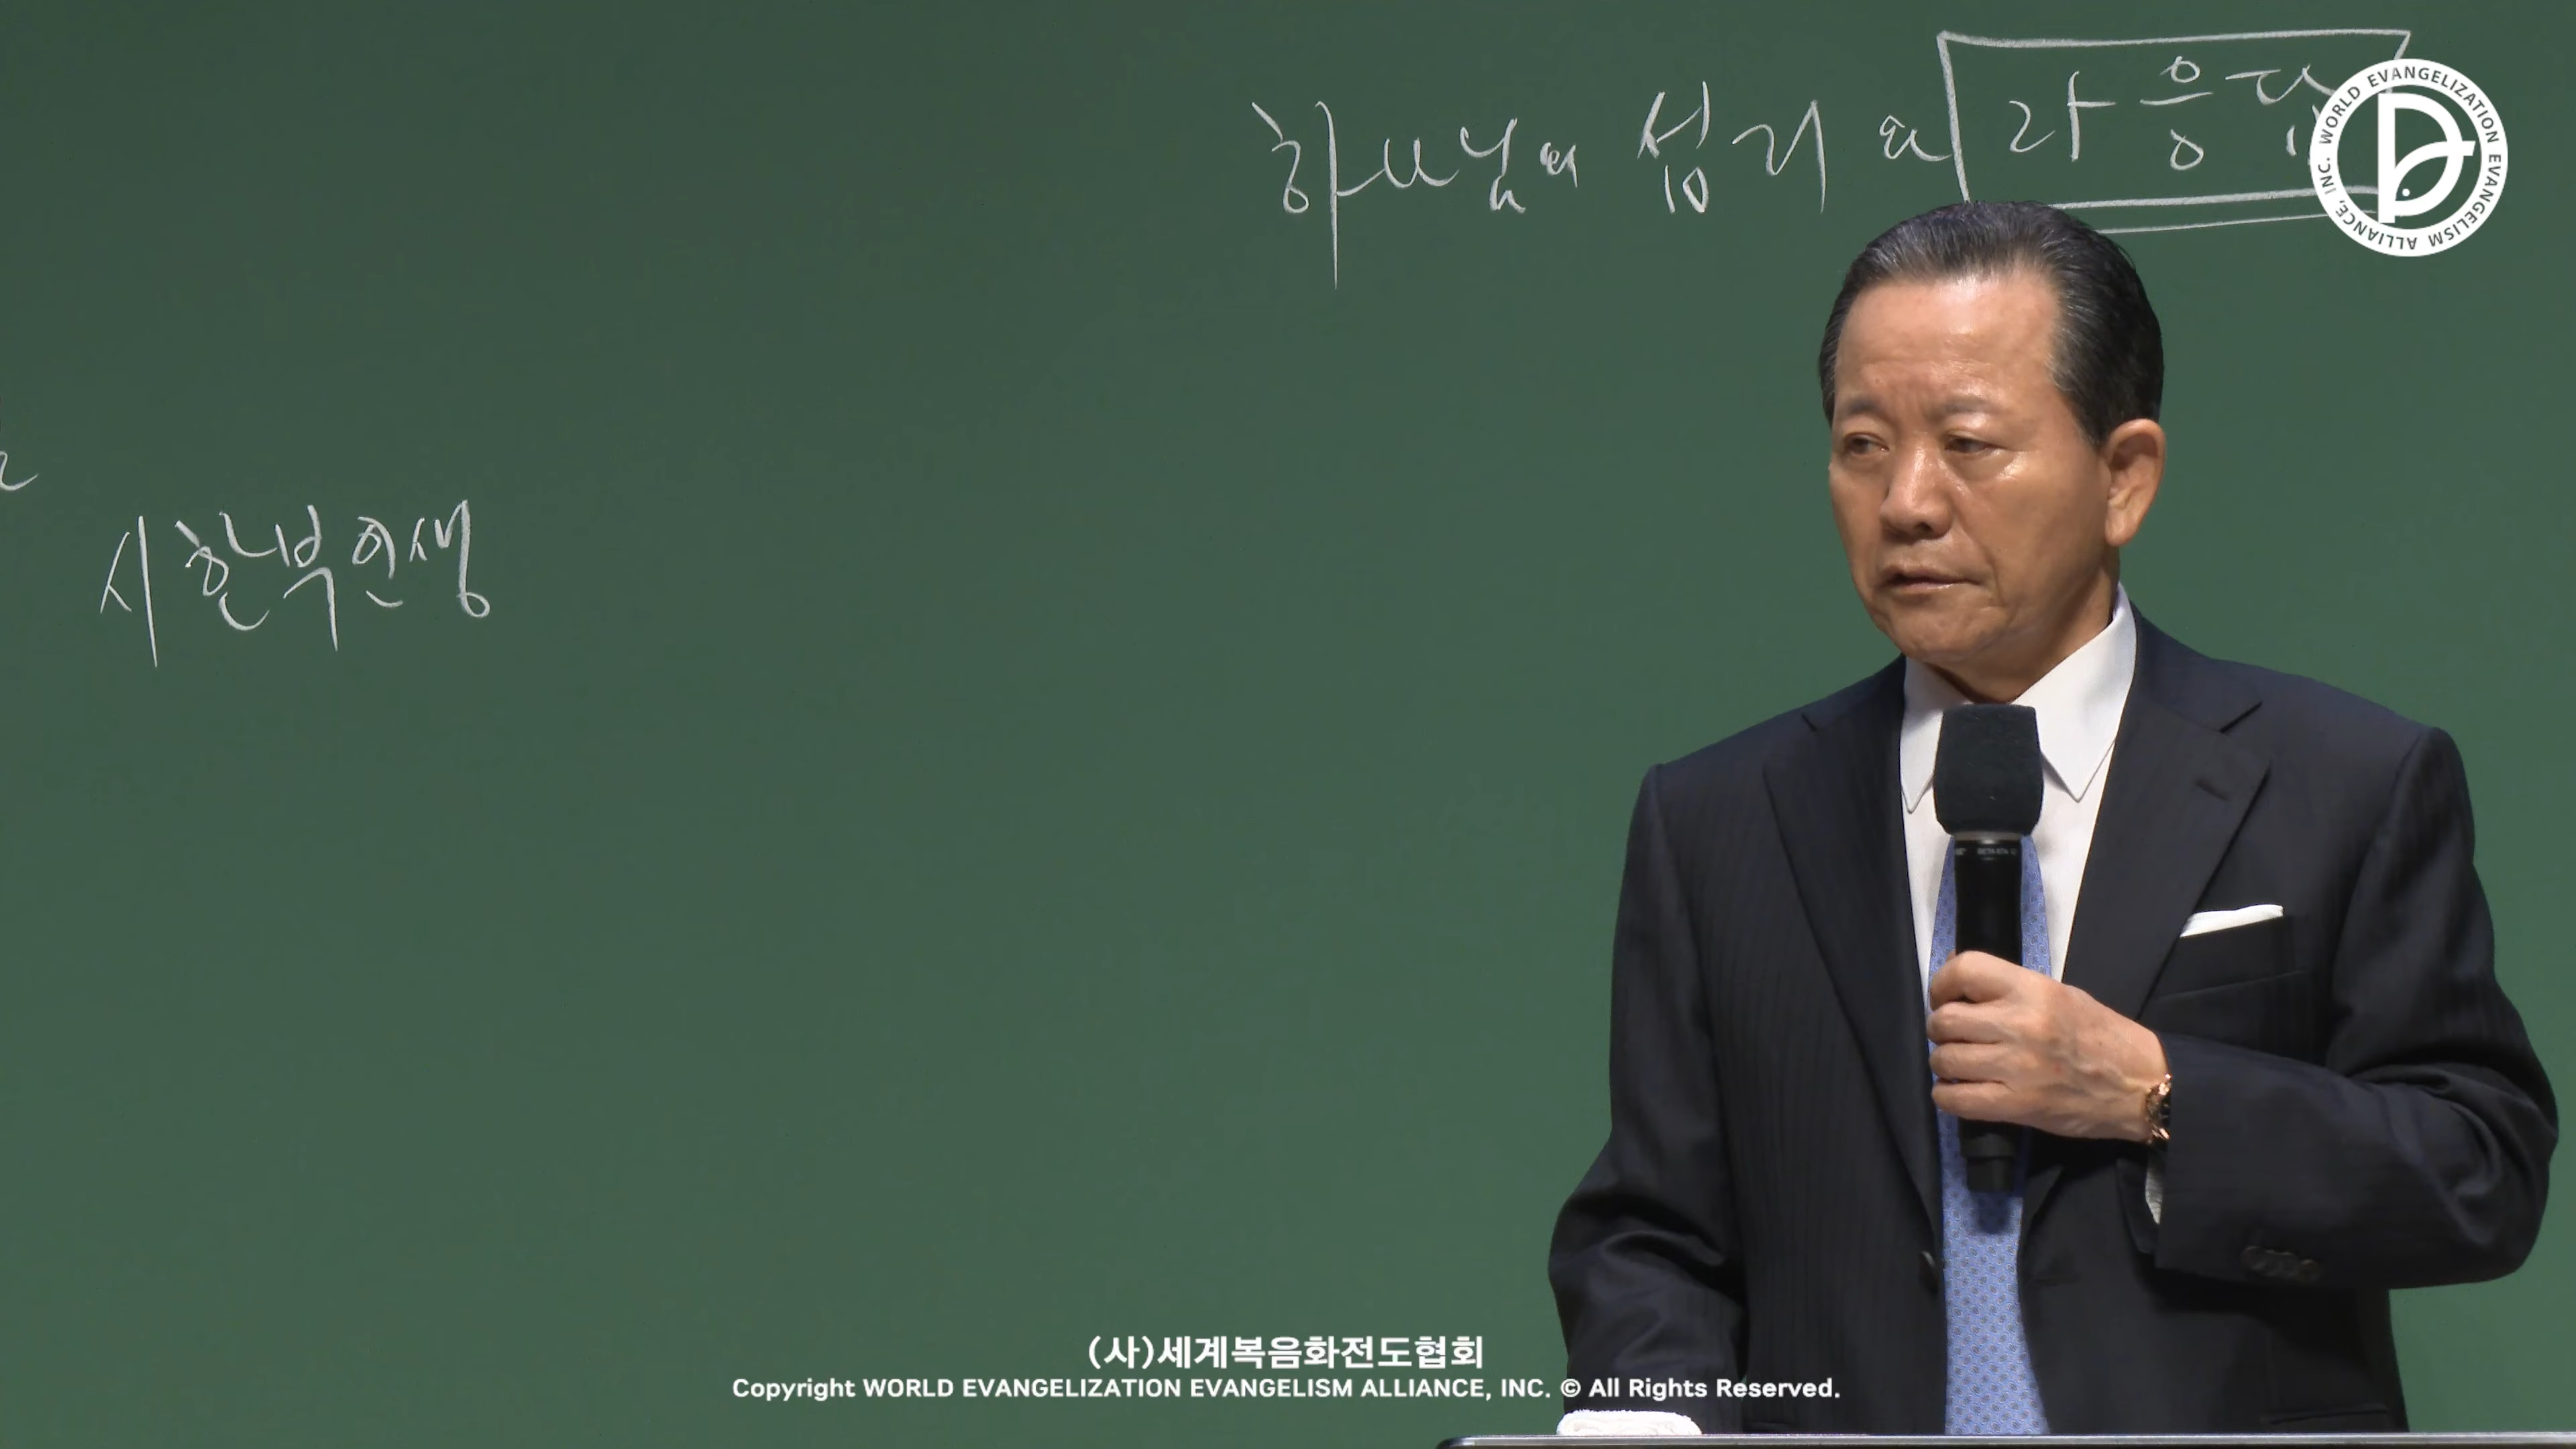 하나님의 섭리와 응답
시한부 인생
WORLD EVANGELIZATION EVANGELISM ALLIANCE, INC.
(사)세계복음화전도협회
Copyright WORLD EVANGELIZATION EVANGELISM ALLIANCE, INC. © All Rights Reserved.